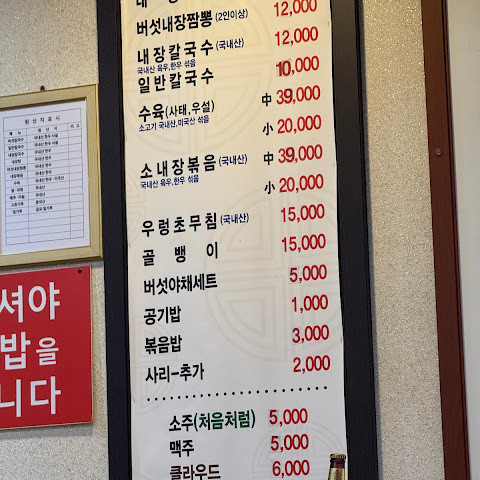 버섯내장짬뽕 (2인이상) 12,000
내장칼국수 (국내산) 12,000
국내산 육우,한우 섞음
일반칼국수 10,000
수육(사태,우설) 中 39,000
소고기 국내산,미국산 섞음
小 20,000
소내장볶음 (국내산) 中 39,000
국내산 육우,한우 섞음
小 20,000
우렁초무침 (국내산) 15,000
골뱅이 15,000
버섯야채세트 5,000
공기밥 1,000
볶음밥 3,000
사리-추가 2,000
소주(처음처럼) 5,000
맥주 5,000
클라우드 6,000
원산지표시
셔야
밥을
니다